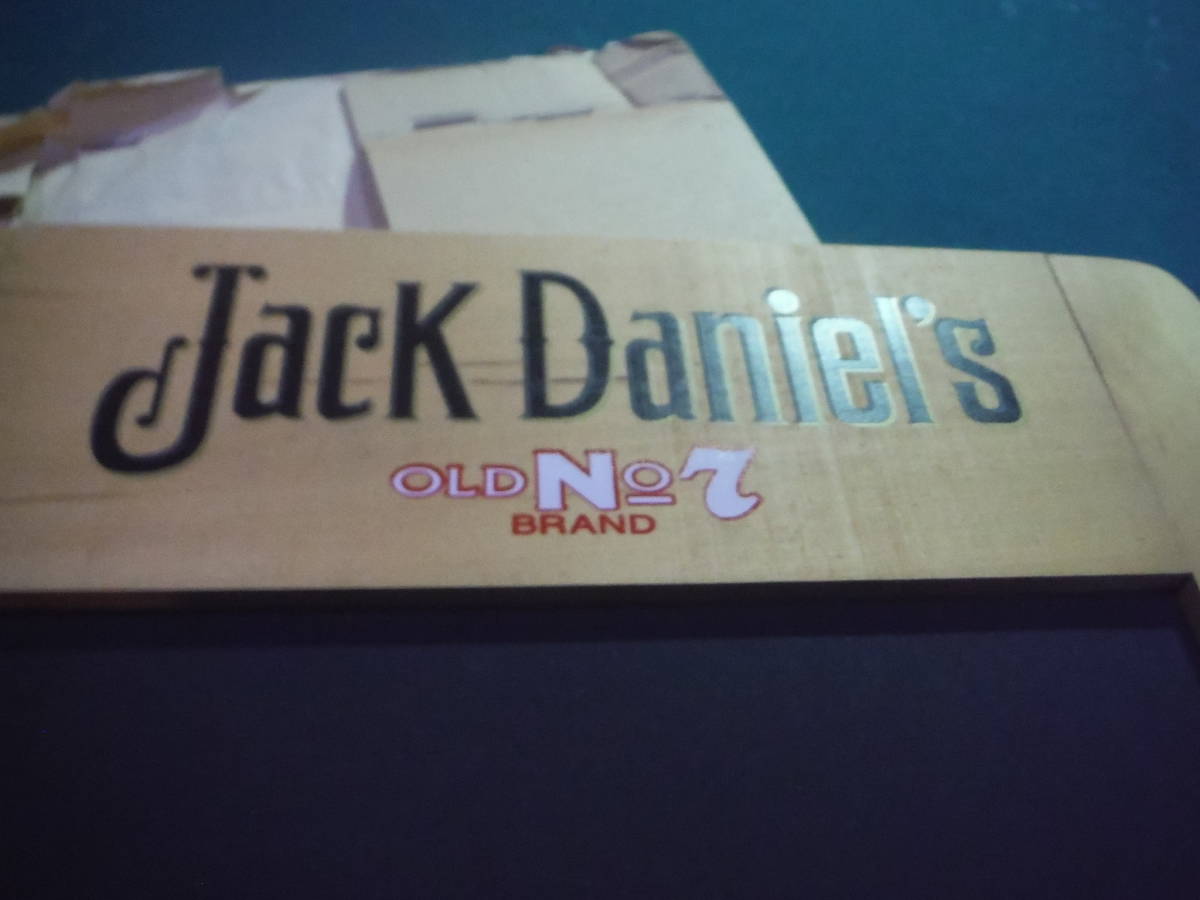 Jack Daniel's
OLD No 7
BRAND